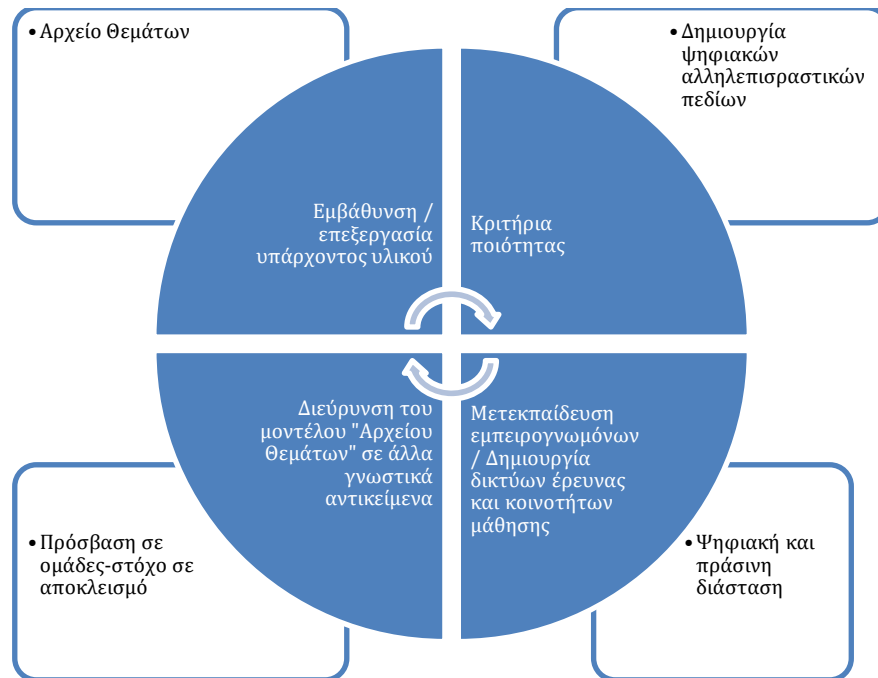 • Αρχείο Θεμάτων
• Δημιουργία
ψηφιακών
αλληλεπισραστικών
πεδίων
Εμβάθυνση /
επεξεργασία
υπάρχοντος υλικού
Κριτήρια
ποιότητας
Διεύρυνση του
μοντέλου "Αρχείου
Θεμάτων" σε άλλα
γνωστικά
αντικείμενα
Μετεκπαίδευση
εμπειρογνωμόνων
/ Δημιουργία
δικτύων έρευνας
και κοινοτήτων
μάθησης
• Πρόσβαση σε
ομάδες-στόχο σε
αποκλεισμό
• Ψηφιακή και
πράσινη
διάσταση